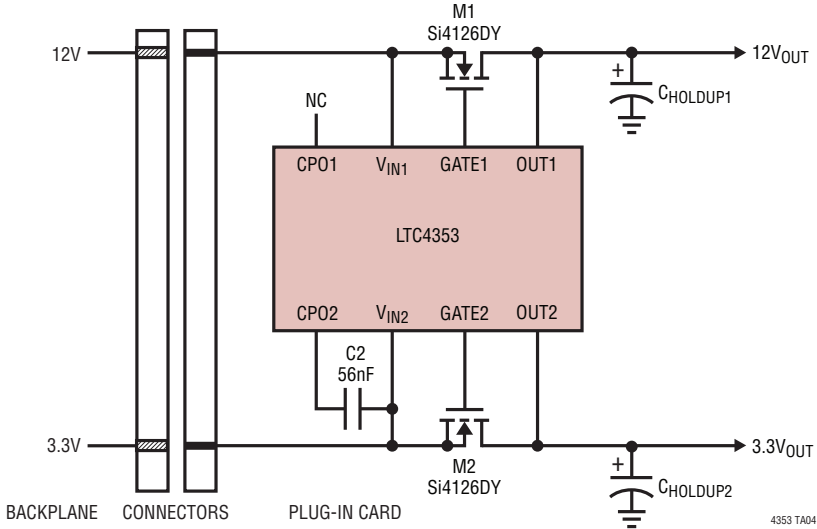 M1
Si4126DY
12V
12VOUT
+
CHOLDUP1
NC
CPO1 VIN1 GATE1 OUT1
LTC4353
CPO2 VIN2 GATE2 OUT2
C2
56nF
3.3V
3.3VOUT
M2
Si4126DY
+
CHOLDUP2
BACKPLANE CONNECTORS PLUG-IN CARD
4353 TA04